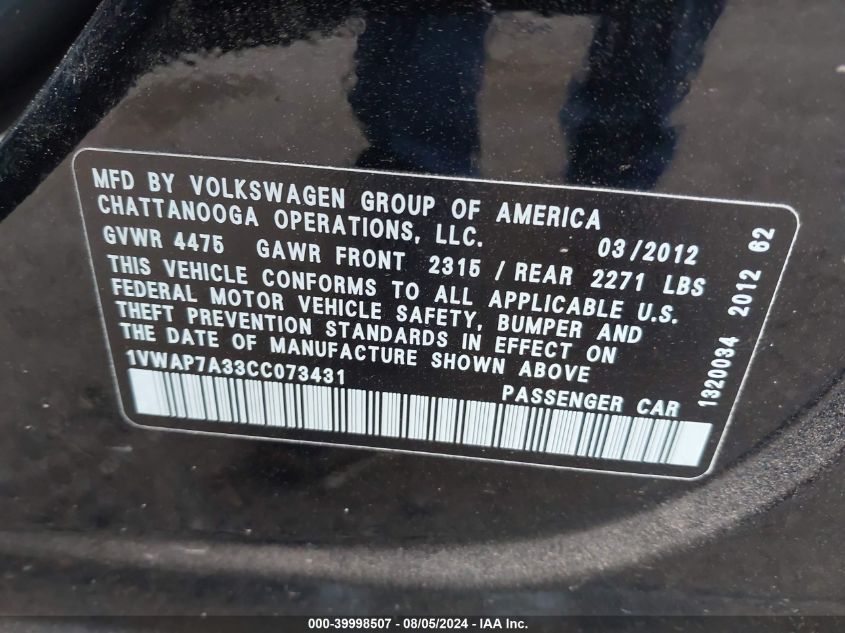 MFD BY VOLKSWAGEN GROUP OF AMERICA
CHATTANOOGA OPERATIONS, LLC.
03/2012
GVWR 4475 GAWR FRONT 2315 / REAR 2271 LBS
THIS VEHICLE CONFORMS TO ALL APPLICABLE U.S.
FEDERAL MOTOR VEHICLE SAFETY, BUMPER AND
THEFT PREVENTION STANDARDS IN EFFECT ON
THE DATE OF MANUFACTURE SHOWN ABOVE
1VWAP7A33CC073431
PASSENGER CAR
1320034 2012 62
000-39998507 - 08/05/2024 - IAA Inc.